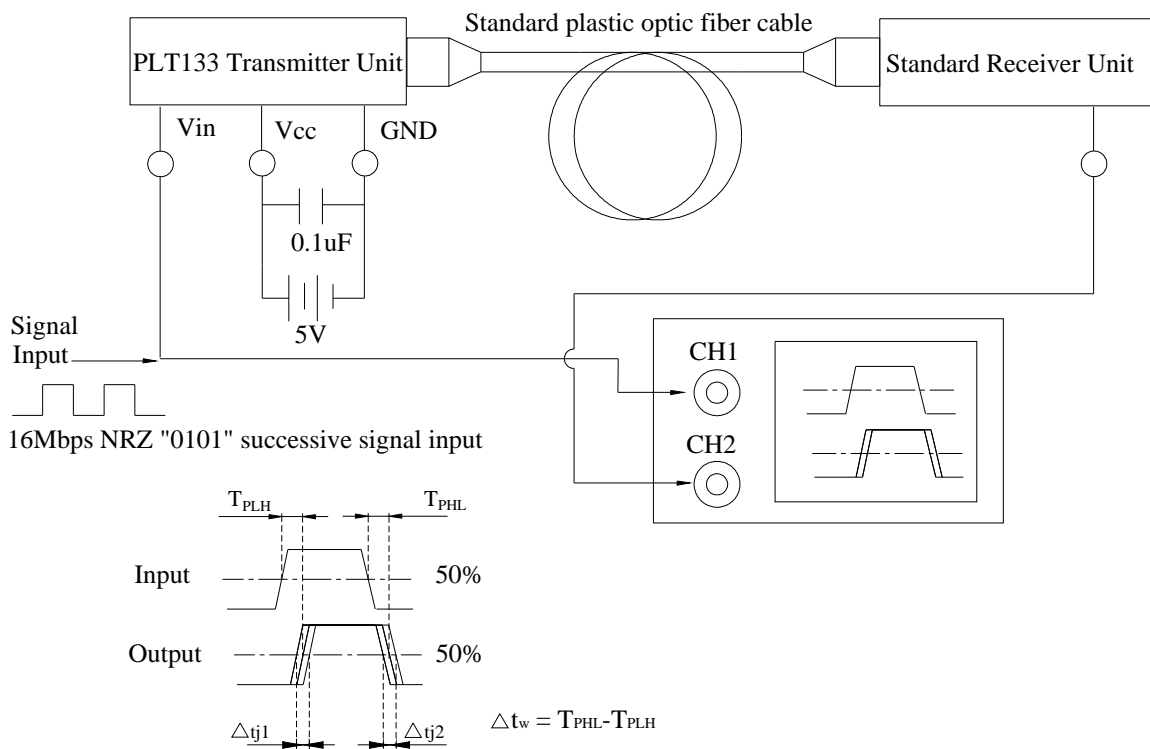 Standard plastic optic fiber cable
PLT133 Transmitter Unit
Standard Receiver Unit
Vin
Vcc
GND
0.1uF
5V
Signal
Input
16Mbps NRZ "0101" successive signal input
CH1
CH2
TPLH
TPHL
Input
50%
Output
50%
△tj1
△tj2
△tw = TPHL-TPLH